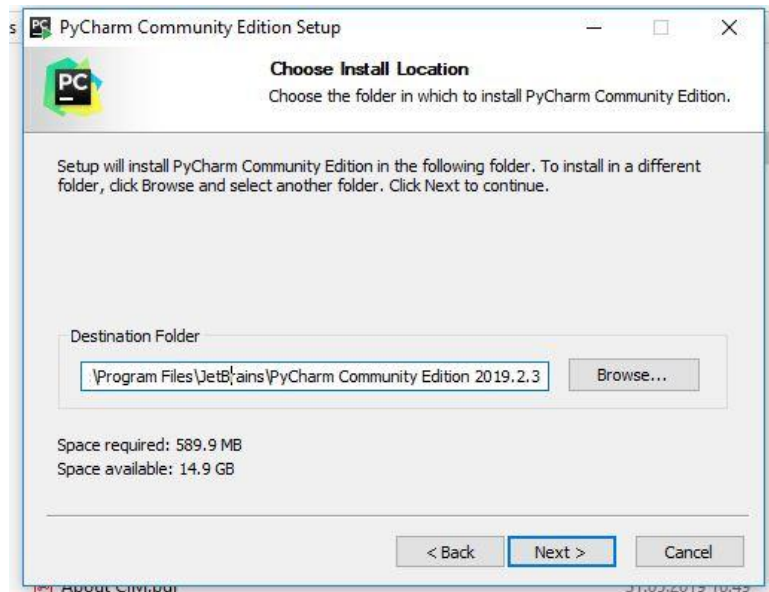 s
PC PyCharm Community Edition Setup
PC
Choose Install Location
Choose the folder in which to install PyCharm Community Edition.
Setup will install PyCharm Community Edition in the following folder. To install in a different
folder, click Browse and select another folder. Click Next to continue.
Destination Folder
:\Program Files\JetBrains\PyCharm Community Edition 2019.2.3
Browse...
Space required: 589.9 MB
Space available: 14.9 GB
< Back
Next >
Cancel